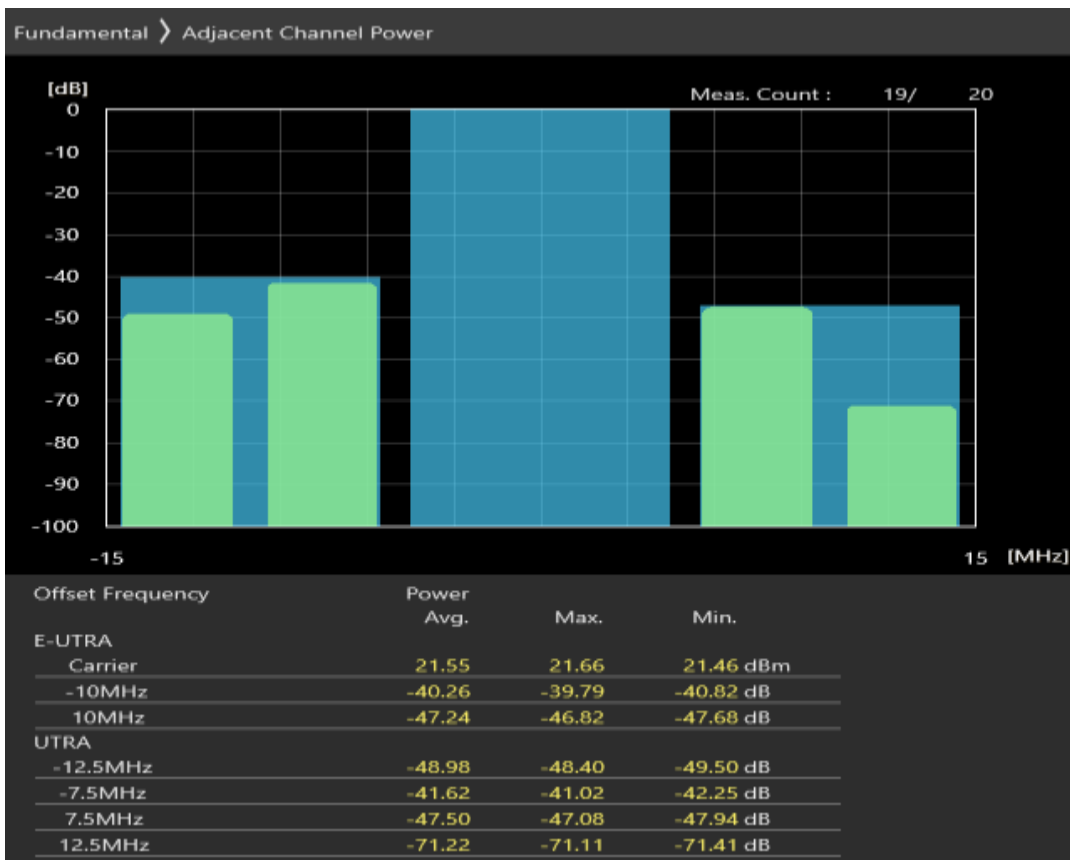 Fundamental 〉 Adjacent Channel Power
[dB]
Meas. Count : 19/ 20
0
-10
-20
-30
-40
-50
-60
-70
-80
-90
-100
-15 15 [MHz]
Offset Frequency Power
Avg. Max. Min.
E-UTRA
Carrier 21.55 21.66 21.46 dBm
-10MHz -40.26 -39.79 -40.82 dB
10MHz -47.24 -46.82 -47.68 dB
UTRA
-12.5MHz -48.98 -48.40 -49.50 dB
-7.5MHz -41.62 -41.02 -42.25 dB
7.5MHz -47.50 -47.08 -47.94 dB
12.5MHz -71.22 -71.11 -71.41 dB